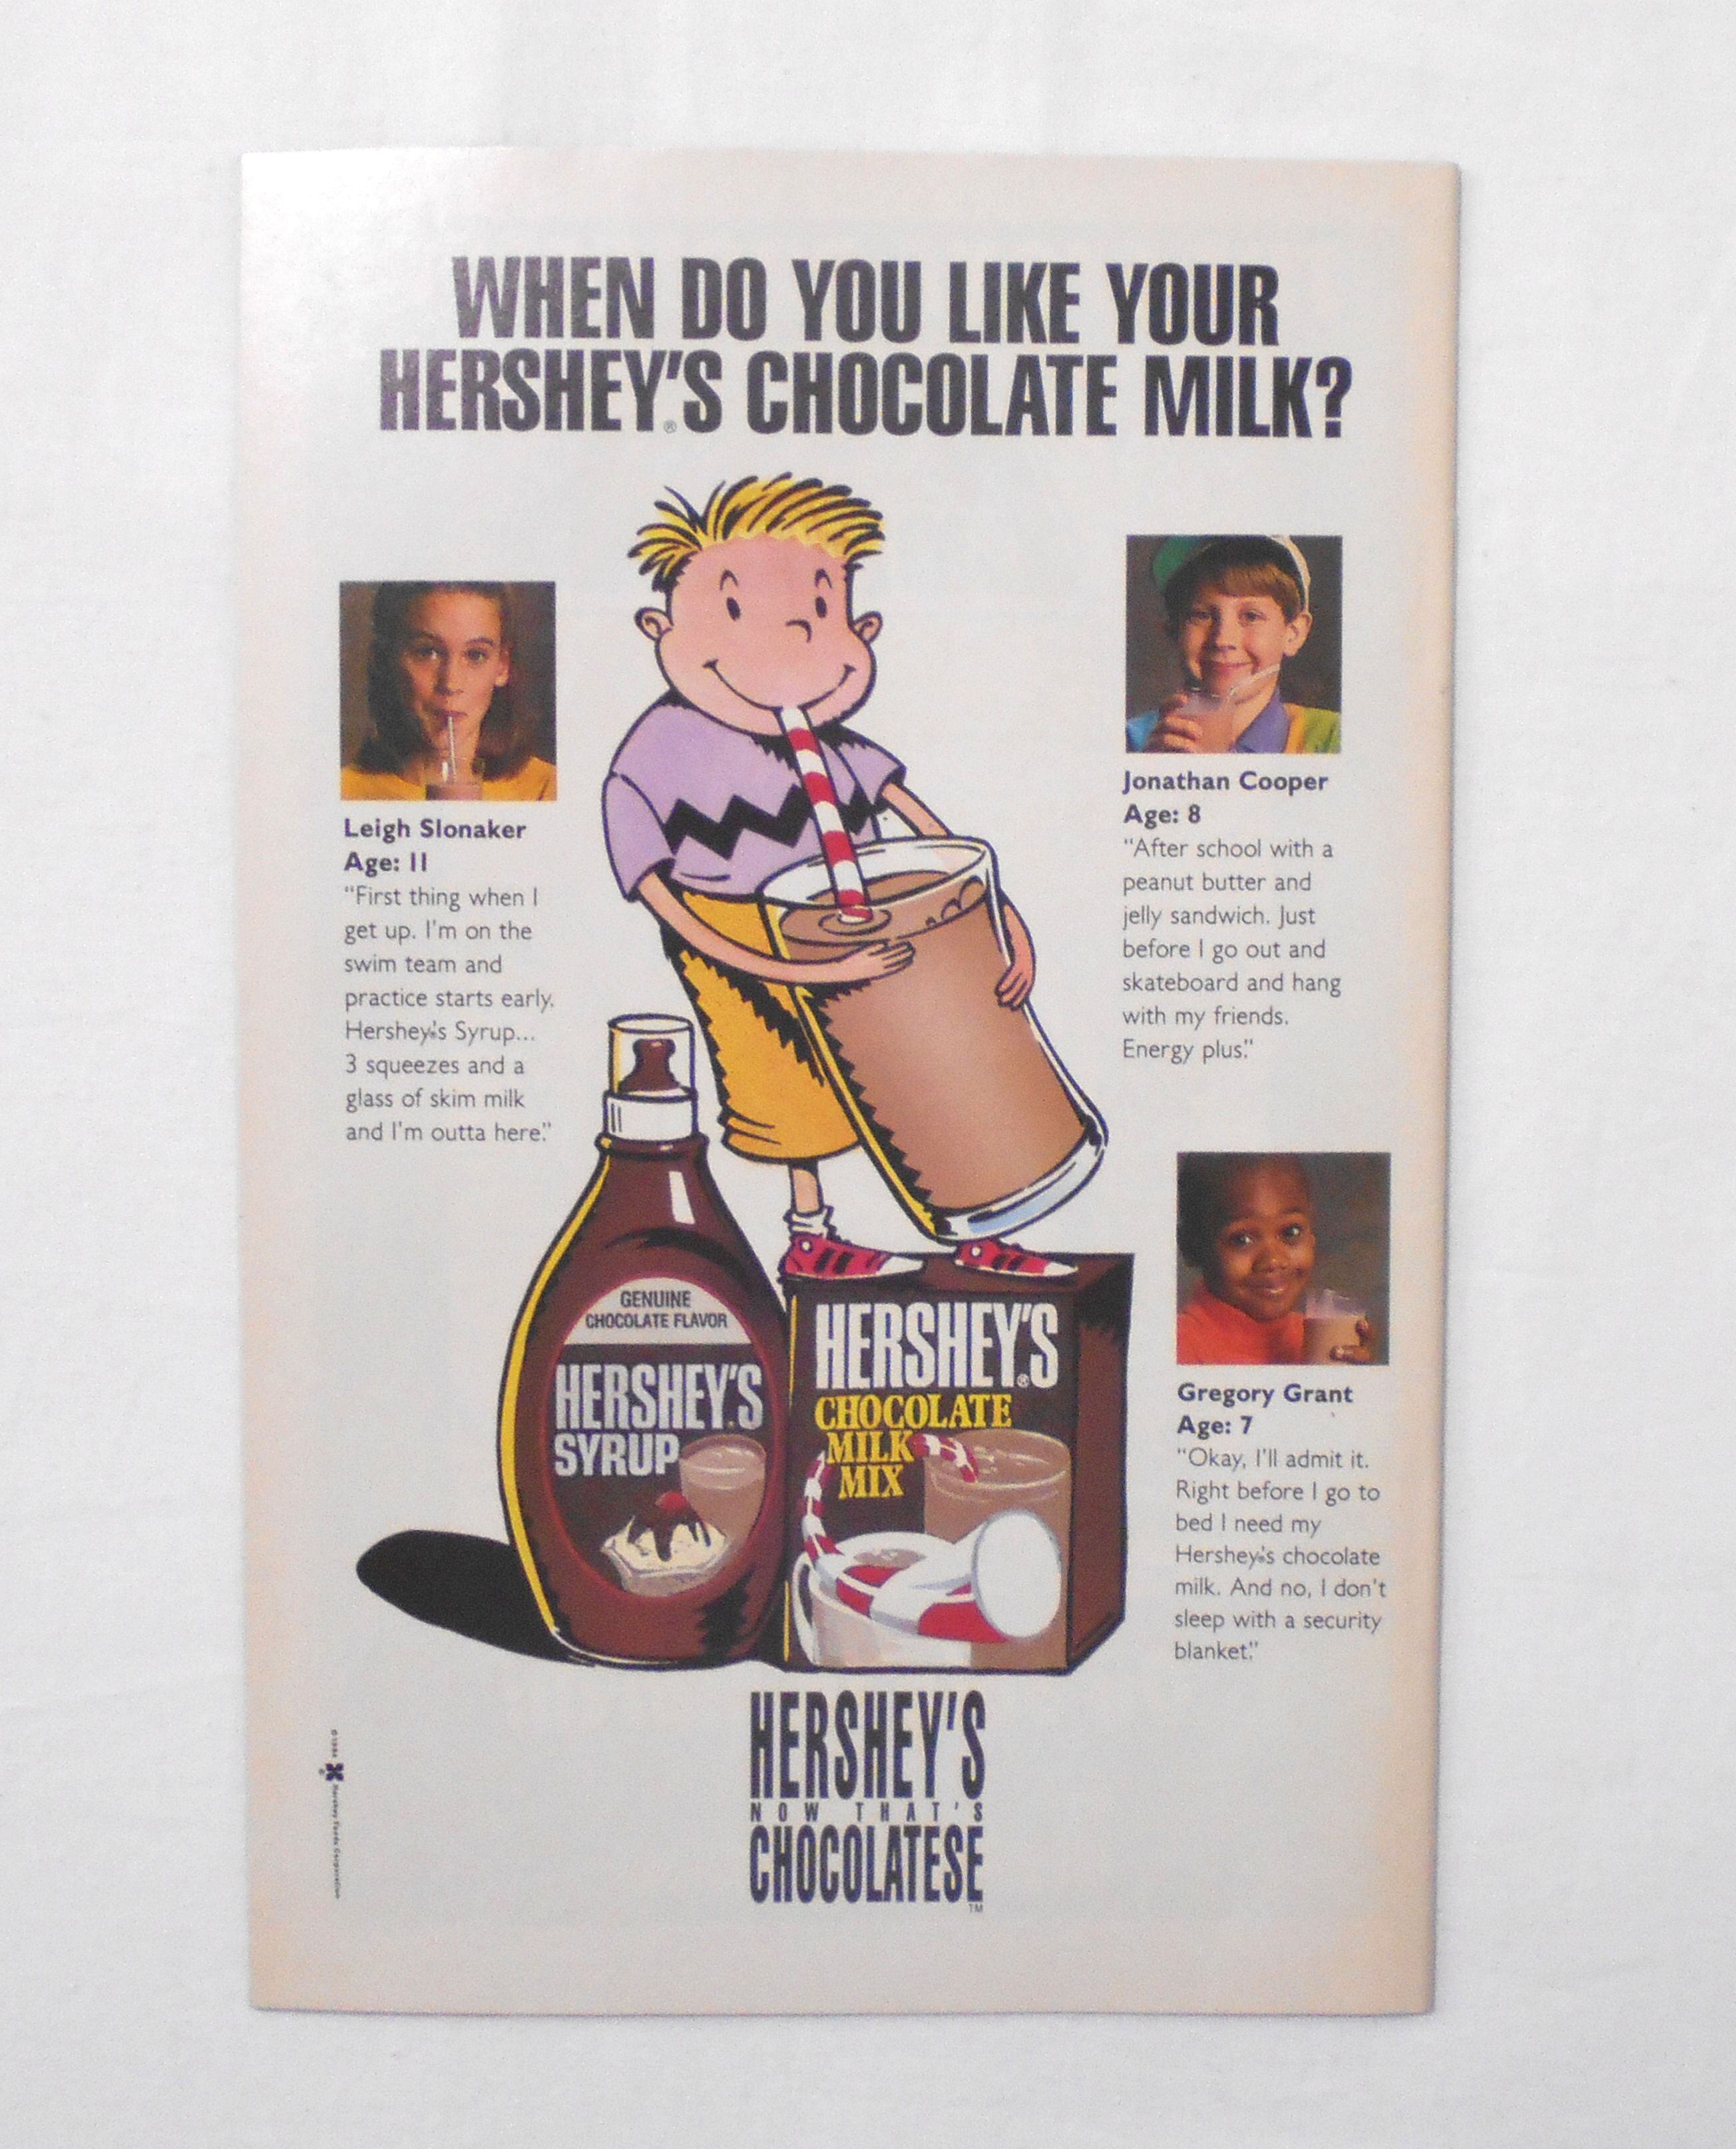 WHEN DO YOU LIKE YOUR
HERSHEY'S® CHOCOLATE MILK?
Leigh Slonaker
Age: 11
“First thing when I
get up. I'm on the
swim team and
practice starts early.
Hershey's Syrup...
3 squeezes and a
glass of skim milk
and I'm outta here.”
Jonathan Cooper
Age: 8
“After school with a
peanut butter and
jelly sandwich. Just
before I go out and
skateboard and hang
with my friends.
Energy plus.”
Gregory Grant
Age: 7
“Okay, I'll admit it.
Right before I go to
bed I need my
Hershey's chocolate
milk. And no, I don't
sleep with a security
blanket.”
GENUINE
CHOCOLATE FLAVOR
HERSHEY'S
SYRUP
HERSHEY'S®
CHOCOLATE
MILK
MIX
HERSHEY'S
NOW THAT'S
CHOCOLATESE
TM
Hershey Foods Corporation